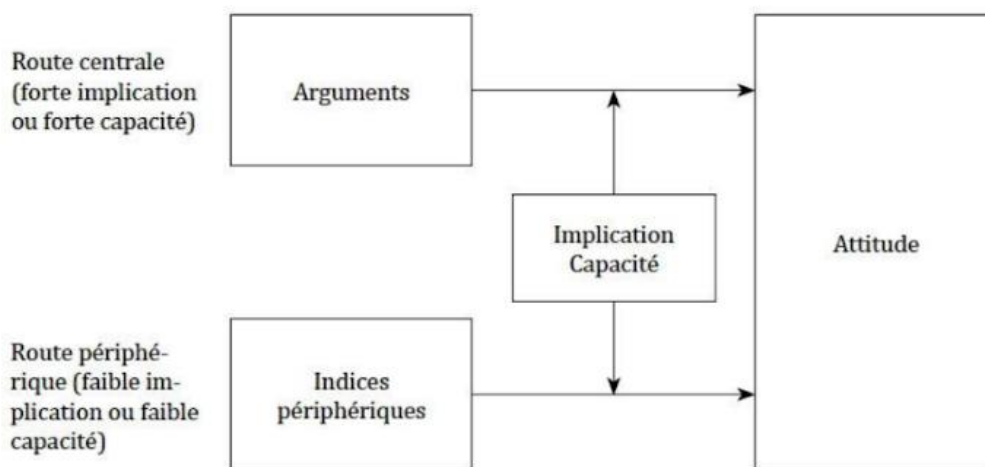 Route centrale
(forte implication
ou forte capacité)
Arguments
Implication
Capacité
Attitude
Route périphé-
rique (faible im-
plication ou faible
capacité)
Indices
périphériques